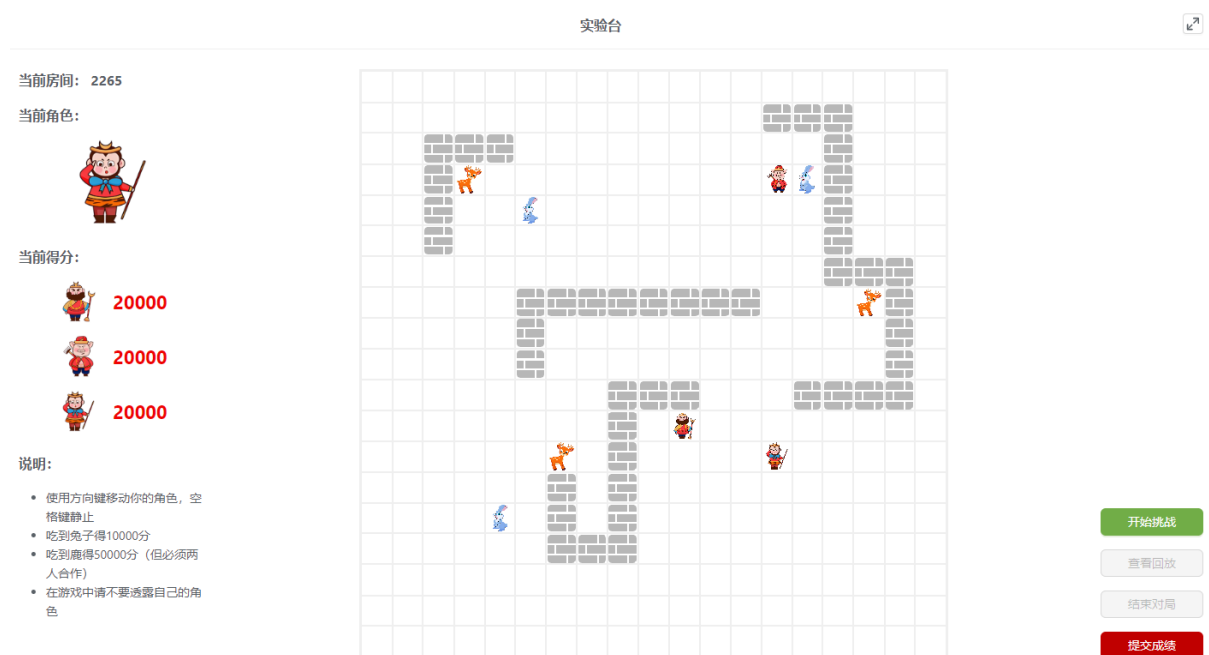 实验台
当前房间： 2265
当前角色：
当前得分：
20000
20000
20000
说明：
使用方向键移动你的角色，空
格键静止
吃到兔子得10000分
吃到鹿得50000分（但必须两
人合作）
在游戏中请不要透露自己的角
色
开始挑战
查看回放
结束对局
提交成绩